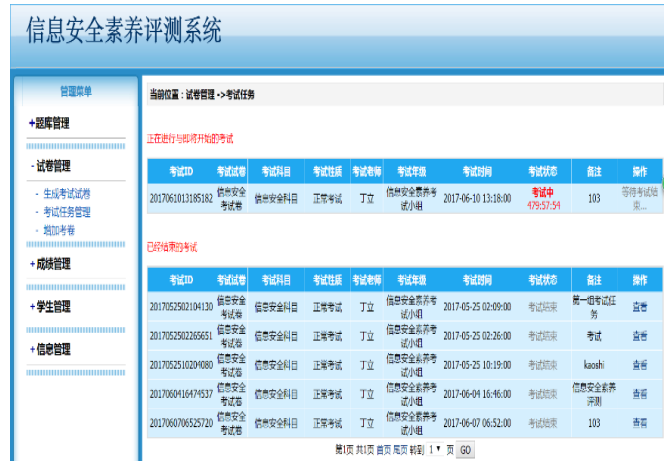 信息安全素养评测系统
管理菜单
当前位置：试卷管理 ->考试任务
+题库管理
- 试卷管理
- 生成考试试卷
- 考试任务管理
- 增加考卷
+成绩管理
+学生管理
+信息管理
正在进行与即将开始的考试
考试ID 考试试卷 考试科目 考试性质 考试老师 考试年级 考试时间 考试状态 备注 操作
2017061013185182 信息安全考试卷 信息安全科目 正常考试 丁立 信息安全素养考试小组 2017-06-10 13:18:00 考试中 479:57:54 103 等待考试结束...
已经结束的考试
考试ID 考试试卷 考试科目 考试性质 考试老师 考试年级 考试时间 考试状态 备注 操作
2017052502104130 信息安全考试卷 信息安全科目 正常考试 丁立 信息安全素养考试小组 2017-05-25 02:09:00 考试结束 第一组考试任务 查看
2017052502265651 信息安全考试卷 信息安全科目 正常考试 丁立 信息安全素养考试小组 2017-05-25 02:26:00 考试结束 考试 查看
2017052510204080 信息安全考试卷 信息安全科目 正常考试 丁立 信息安全素养考试小组 2017-05-25 10:19:00 考试结束 kaoshi 查看
2017060416474537 信息安全考试卷 信息安全科目 正常考试 丁立 信息安全素养考试小组 2017-06-04 16:46:00 考试结束 信息安全素养评测 查看
2017060706525720 信息安全考试卷 信息安全科目 正常考试 丁立 信息安全素养考试小组 2017-06-07 06:52:00 考试结束 103 查看
第1页 共1页 首页 尾页 转到 1 页 GO